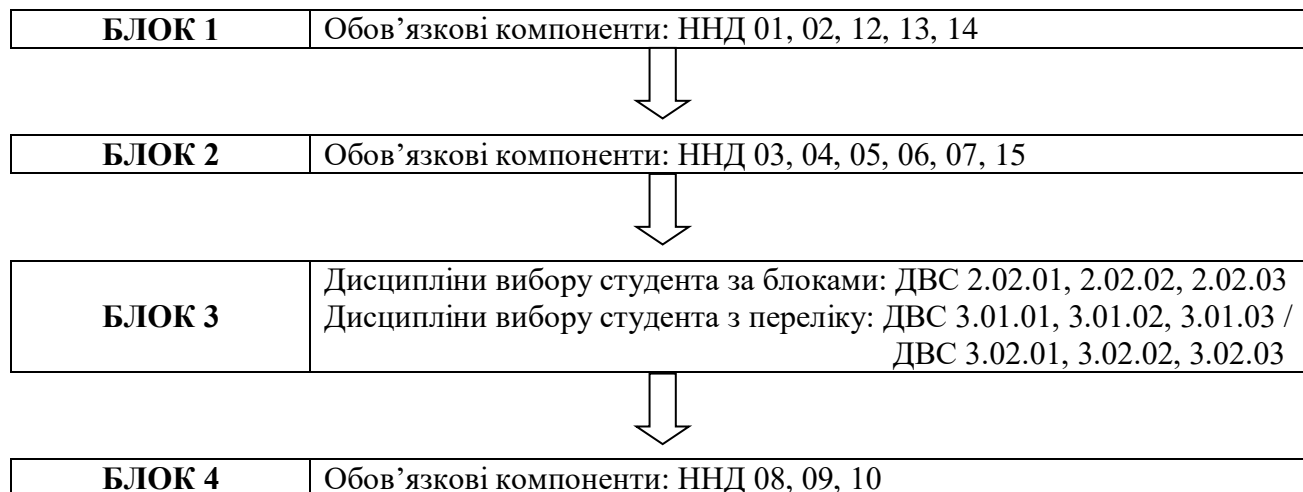 БЛОК 1 Обов’язкові компоненти: ННД 01, 02, 12, 13, 14
БЛОК 2 Обов’язкові компоненти: ННД 03, 04, 05, 06, 07, 15
Дисципліни вибору студента за блоками: ДВС 2.02.01, 2.02.02, 2.02.03
БЛОК 3 Дисципліни вибору студента з переліку: ДВС 3.01.01, 3.01.02, 3.01.03 /
ДВС 3.02.01, 3.02.02, 3.02.03
БЛОК 4 Обов’язкові компоненти: ННД 08, 09, 10